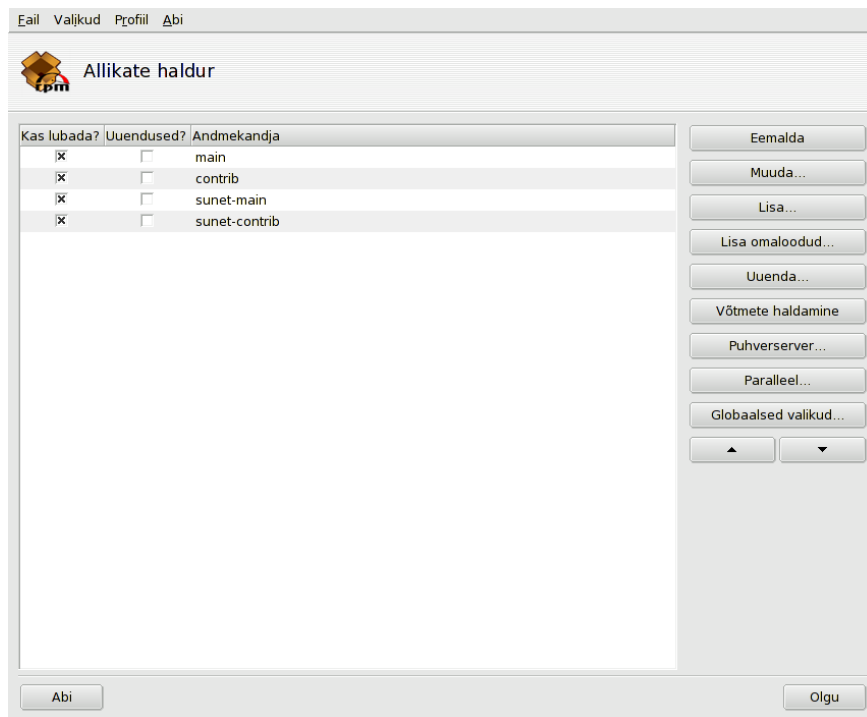 Fail Valikud Profiil Abi
rpm
Allikate haldur
Kas lubada? Uuendused? Andmekandja
main
contrib
sunet-main
sunet-contrib
Eemalda
Muuda...
Lisa...
Lisa omaloodud...
Uuenda...
Võtmete haldamine
Puhverserver...
Paralleel...
Globaalsed valikud...
Abi
Olgu